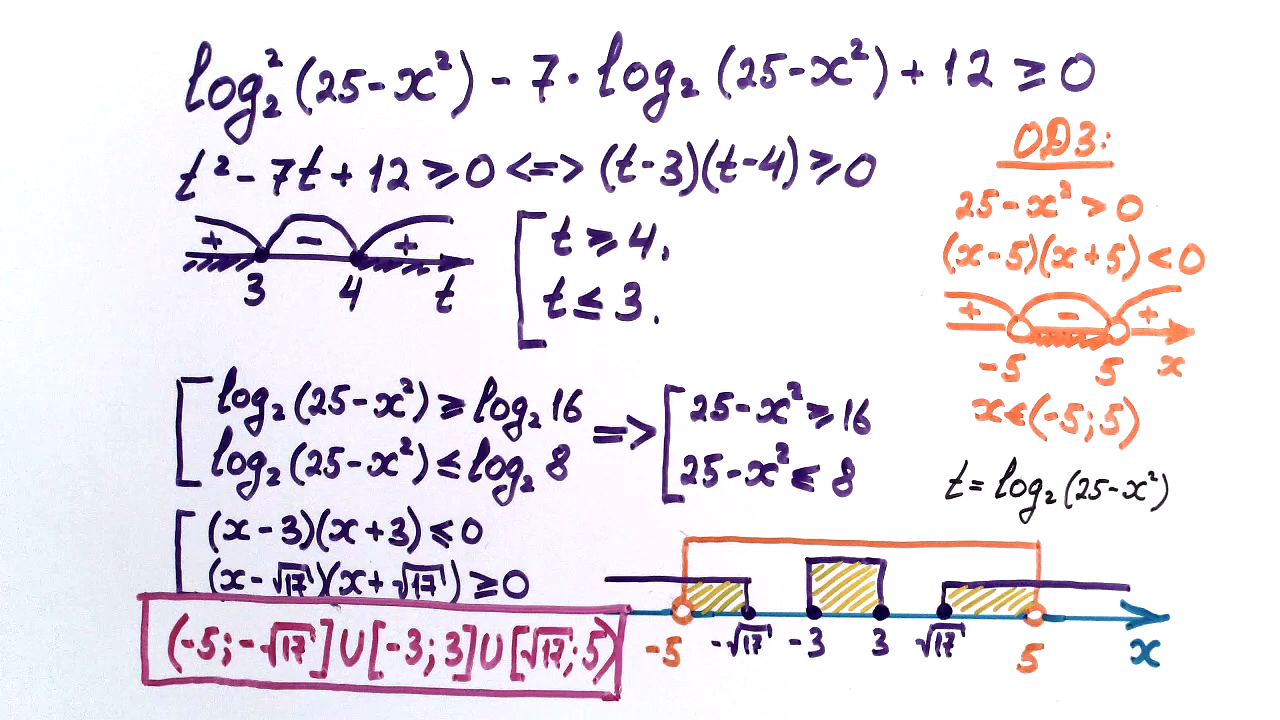 log₂²(25-x²) - 7·log₂(25-x²) + 12 ≥ 0
t² - 7t + 12 ≥ 0 <=> (t-3)(t-4) ≥ 0
+ - +
3 4 t
[ t ≥ 4,
t ≤ 3.
ОДЗ:
25-x² > 0
(x-5)(x+5) < 0
+ - +
-5 5 x
x∈(-5;5)
t = log₂(25-x²)
[ log₂(25-x²) ≥ log₂ 16
log₂(25-x²) ≤ log₂ 8
=> [ 25-x² ≥ 16
25-x² ≤ 8
[ (x-3)(x+3) ≤ 0
(x-√17)(x+√17) ≥ 0
(-5;-√17]∪[-3;3]∪[√17;5)
-5 -√17 -3 3 √17 5 x